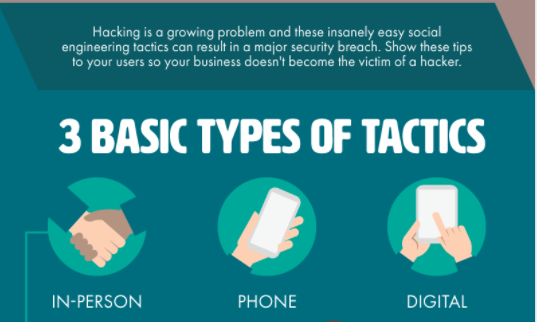 Hacking is a growing problem and these insanely easy social
engineering tactics can result in a major security breach. Show these tips
to your users so your business doesn't become the victim of a hacker.
3 BASIC TYPES OF TACTICS
IN-PERSON
PHONE
DIGITAL